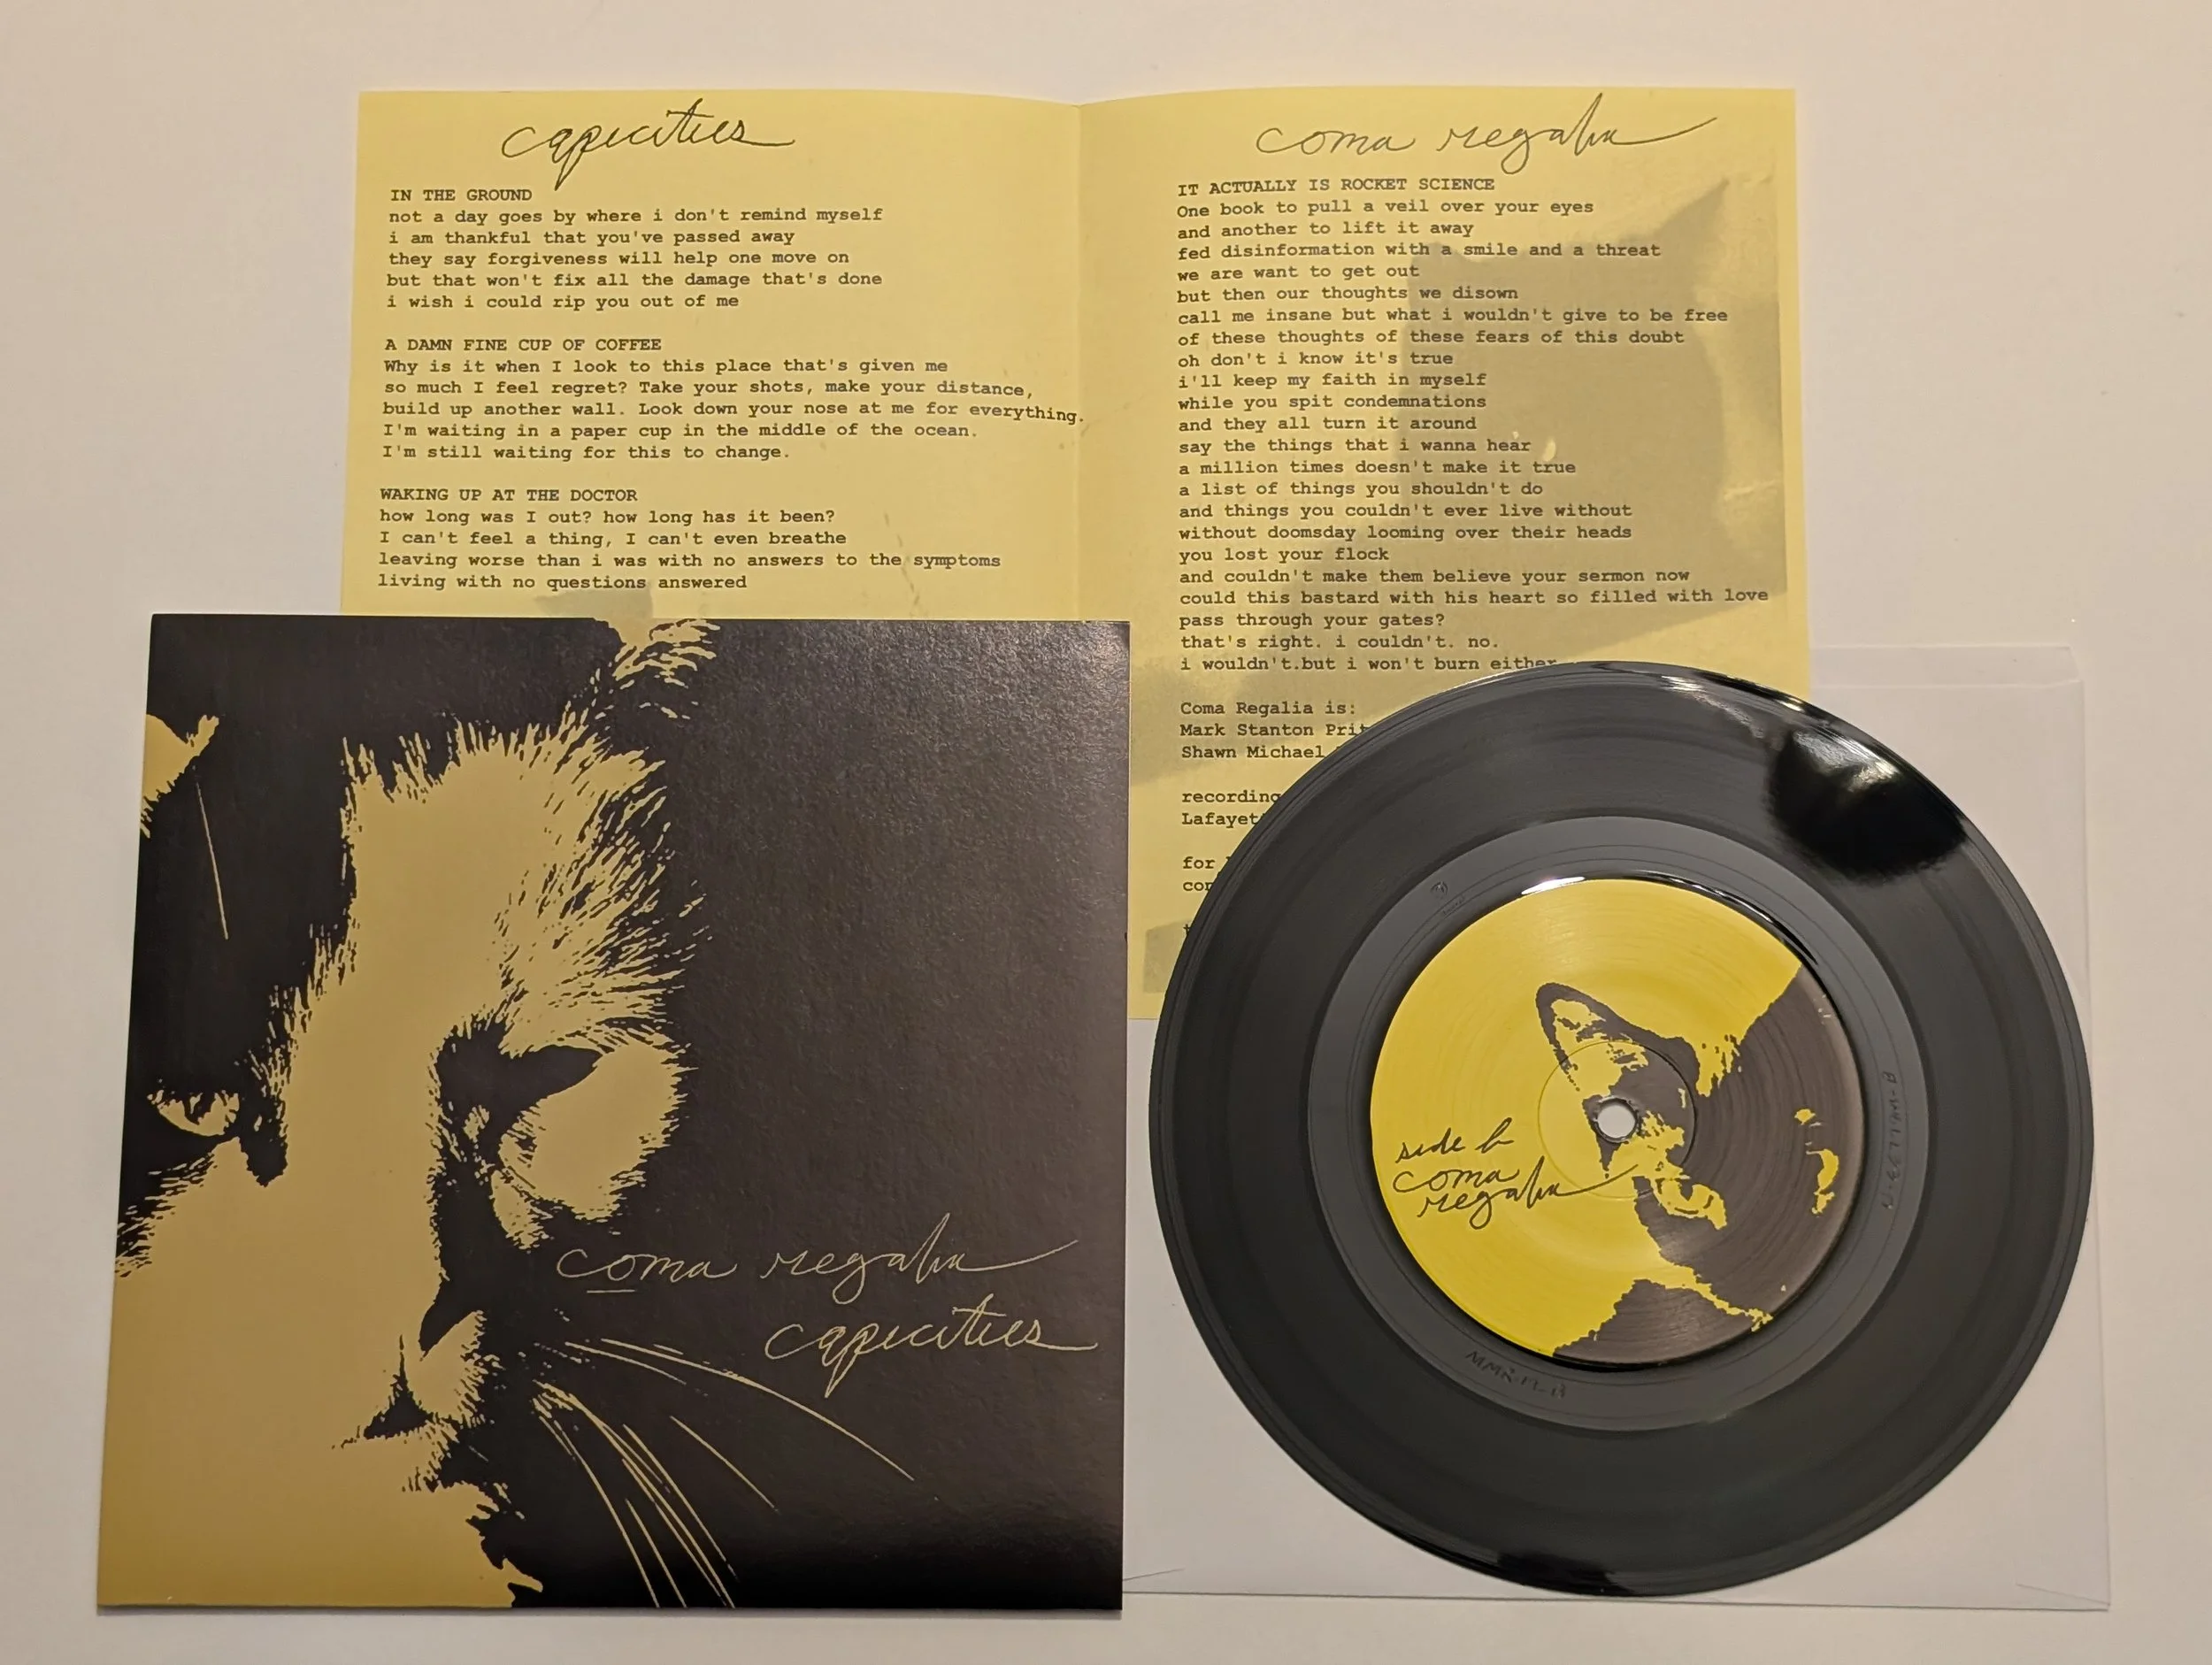 capacities
IN THE GROUND
not a day goes by where i don't remind myself
i am thankful that you've passed away
they say forgiveness will help one move on
but that won't fix all the damage that's done
i wish i could rip you out of me
A DAMN FINE CUP OF COFFEE
Why is it when I look to this place that's given me
so much I feel regret? Take your shots, make your distance,
build up another wall. Look down your nose at me for everything.
I'm waiting in a paper cup in the middle of the ocean.
I'm still waiting for this to change.
WAKING UP AT THE DOCTOR
how long was I out? how long has it been?
I can't feel a thing, I can't even breathe
leaving worse than i was with no answers to the symptoms
living with no questions answered
coma regalia
IT ACTUALLY IS ROCKET SCIENCE
One book to pull a veil over your eyes
and another to lift it away
fed disinformation with a smile and a threat
we are want to get out
but then our thoughts we disown
call me insane but what i wouldn't give to be free
of these thoughts of these fears of this doubt
oh don't i know it's true
i'll keep my faith in myself
while you spit condemnations
and they all turn it around
say the things that i wanna hear
a million times doesn't make it true
a list of things you shouldn't do
and things you couldn't ever live without
without doomsday looming over their heads
you lost your flock
and couldn't make them believe your sermon now
could this bastard with his heart so filled with love
pass through your gates?
that's right. i couldn't. no.
i wouldn't.but i won't burn either
Coma Regalia is:
Mark Stanton
Shawn Michael
recording
for
coma regalia
capacities
side b
coma
regalia